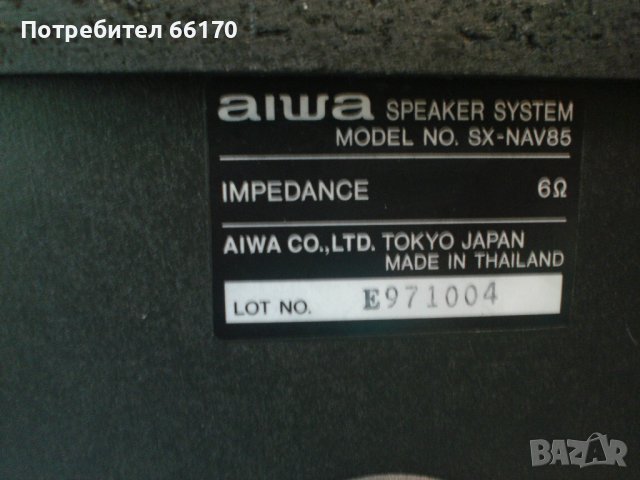 Потребител 66170
aiwa SPEAKER SYSTEM
MODEL NO. SX-NAV85
IMPEDANCE 6Ω
AIWA CO.,LTD. TOKYO JAPAN
MADE IN THAILAND
LOT NO. E971004
BAZAR